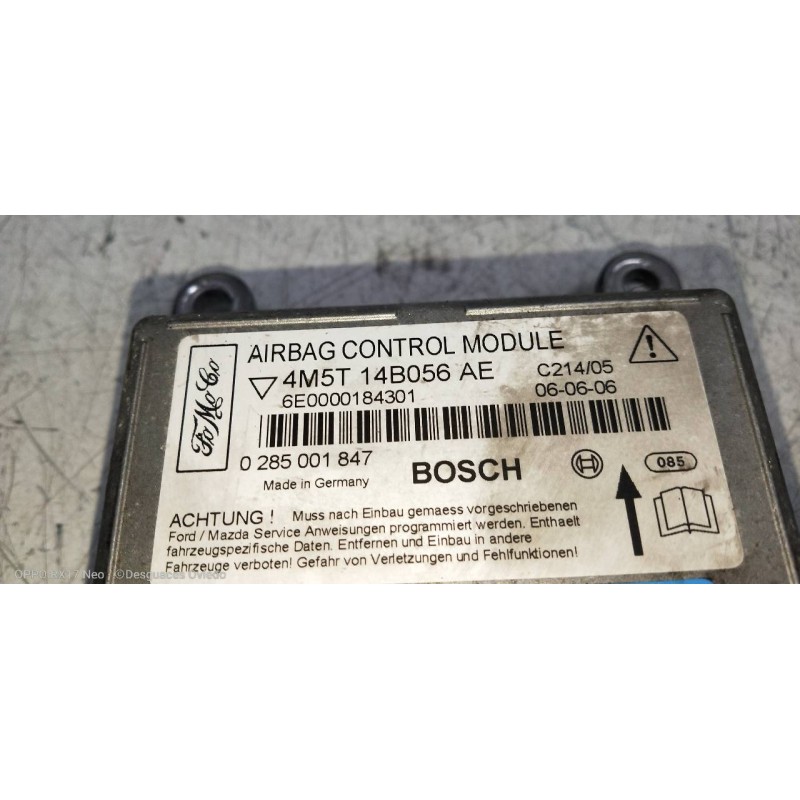 AIRBAG CONTROL MODULE
FoMoCo
4M5T 14B056 AE
C214/05
6E0000184301
06-06-06
0 285 001 847
BOSCH
085
Made in Germany
ACHTUNG ! Muss nach Einbau gemaess vorgeschriebenen
Ford / Mazda Service Anweisungen programmiert werden. Enthaelt
fahrzeugspezifische Daten. Entfernen und Einbau in andere
Fahrzeuge verboten! Gefahr von Verletzungen und Fehlfunktionen!
Neo ©Desguaces Oviedo